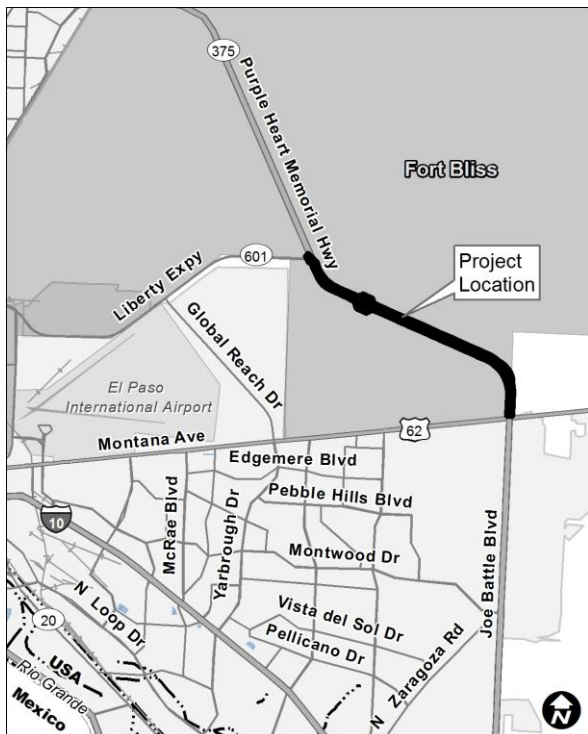 375
Purple Heart Memorial Hwy
Fort Bliss
601
Liberty Expy
Project
Location
Global Reach Dr
El Paso
International Airport
62
Montana Ave
Edgemere Blvd
Pebble Hills Blvd
McRae Blvd
Yarbrough Dr
10
Montwood Dr
Joe Battle Blvd
N Loop Dr
Vista del Sol Dr
20
Pellicano Dr
N Zaragoza Rd
USA
Rio Grande
Mexico
N